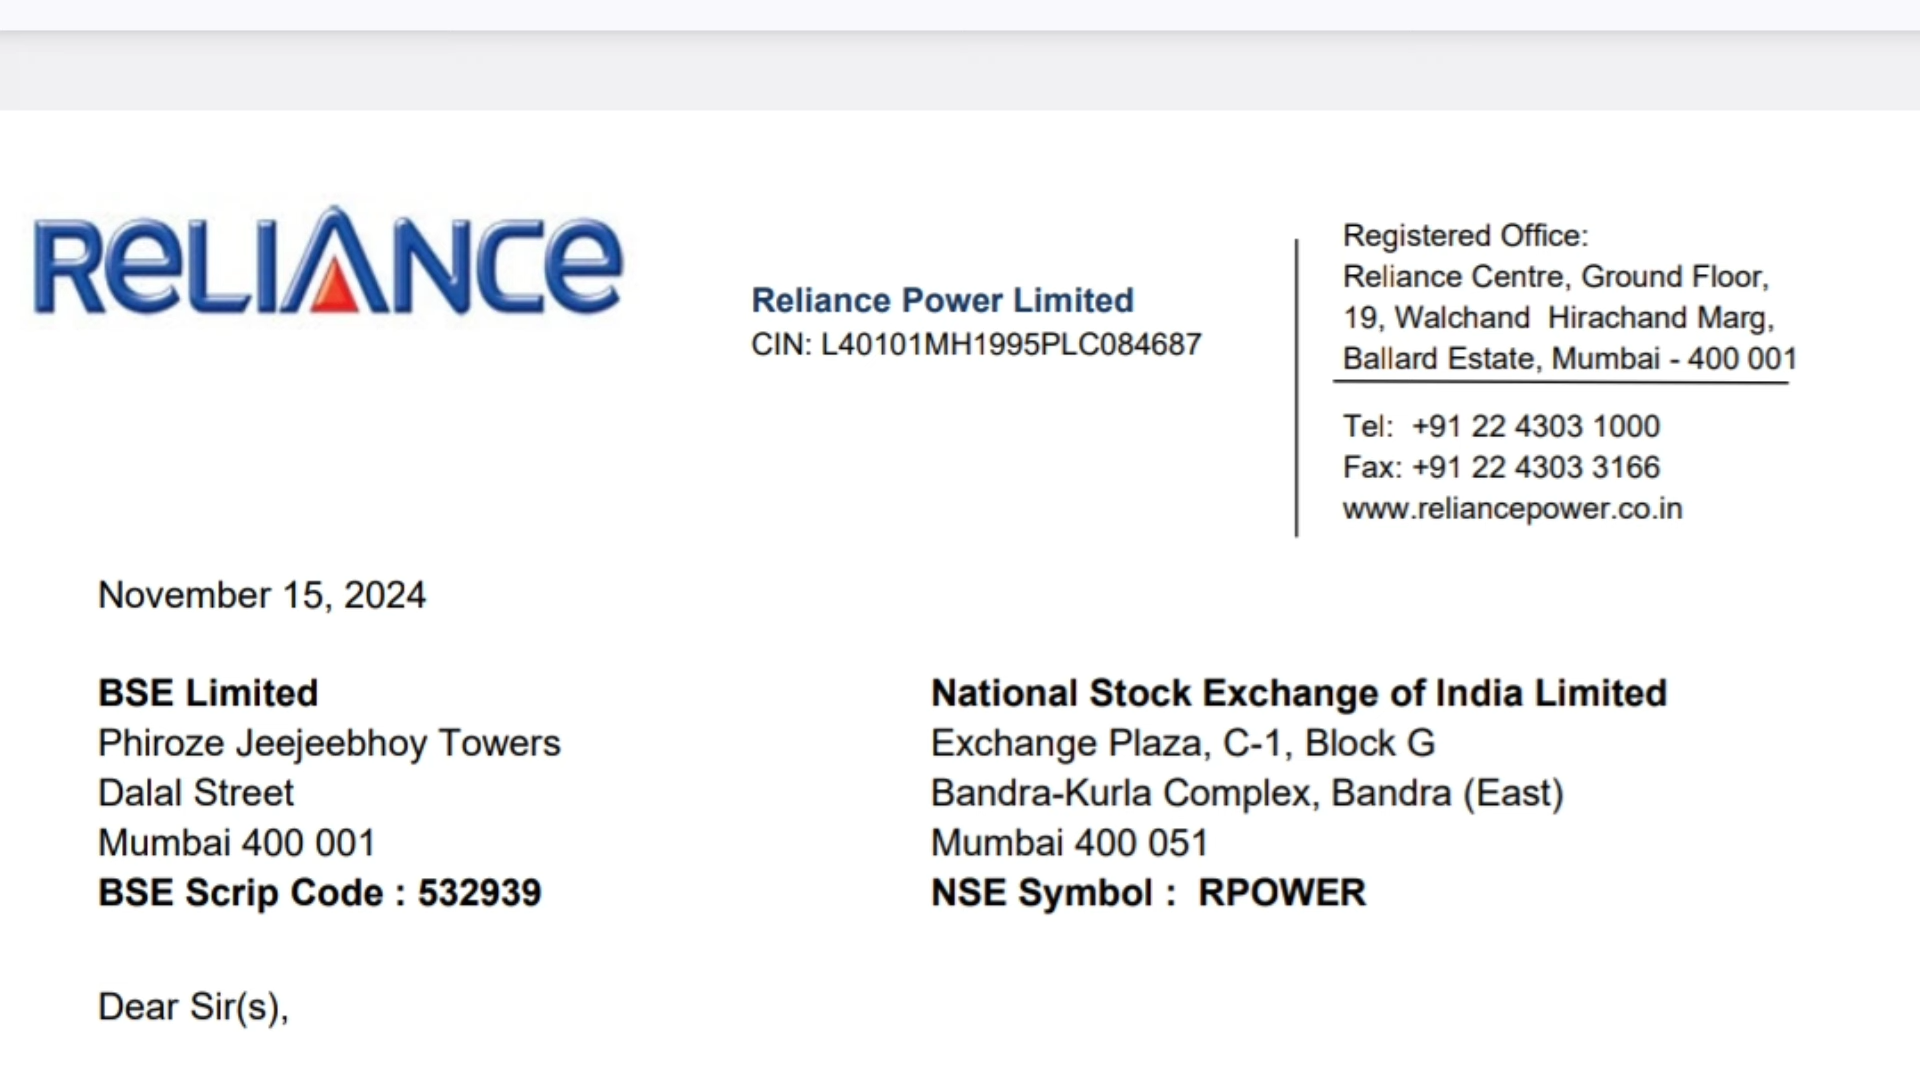 RELIANCE
Reliance Power Limited
CIN: L40101MH1995PLC084687
Registered Office:
Reliance Centre, Ground Floor,
19, Walchand  Hirachand Marg,
Ballard Estate, Mumbai - 400 001
Tel:  +91 22 4303 1000
Fax: +91 22 4303 3166
www.reliancepower.co.in
November 15, 2024
BSE Limited
Phiroze Jeejeebhoy Towers
Dalal Street
Mumbai 400 001
BSE Scrip Code : 532939
National Stock Exchange of India Limited
Exchange Plaza, C-1, Block G
Bandra-Kurla Complex, Bandra (East)
Mumbai 400 051
NSE Symbol :  RPOWER
Dear Sir(s),